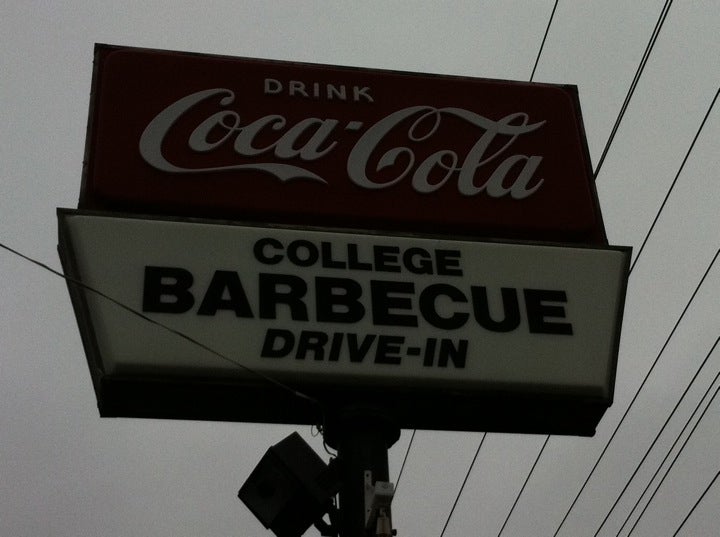 DRINK
Coca-Cola
COLLEGE
BARBECUE
DRIVE-IN